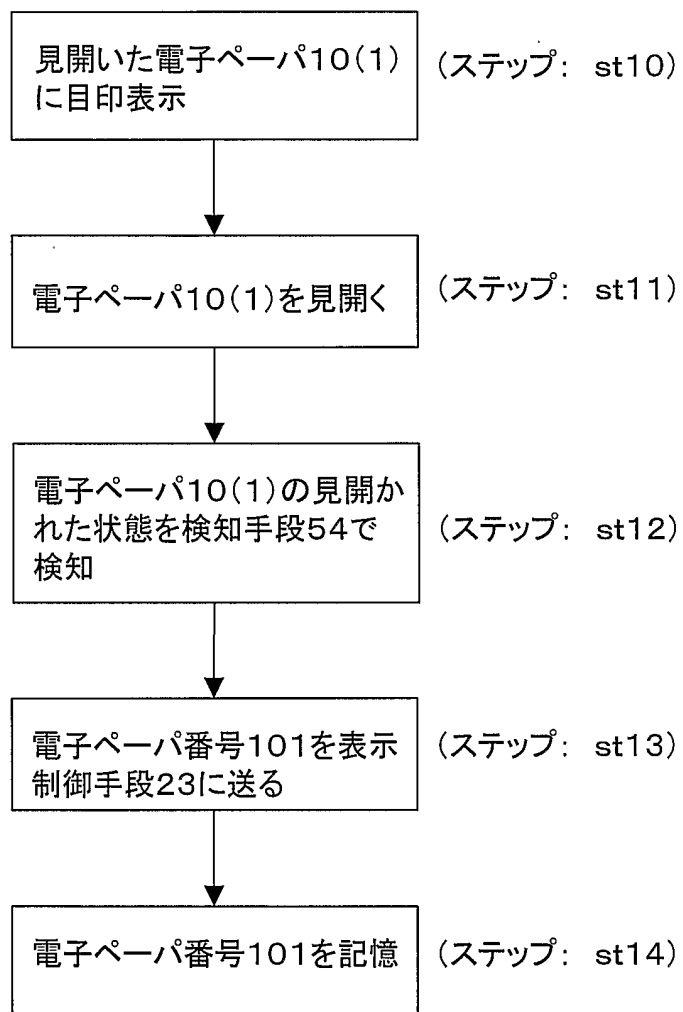 見開いた電子ペーパ10(1)
に目印表示
(ステップ: st10)
電子ペーパ10(1)を見開く
(ステップ: st11)
電子ペーパ10(1)の見開か
れた状態を検知手段54で
検知
(ステップ: st12)
電子ペーパ番号101を表示
制御手段23に送る
(ステップ: st13)
電子ペーパ番号101を記憶
(ステップ: st14)